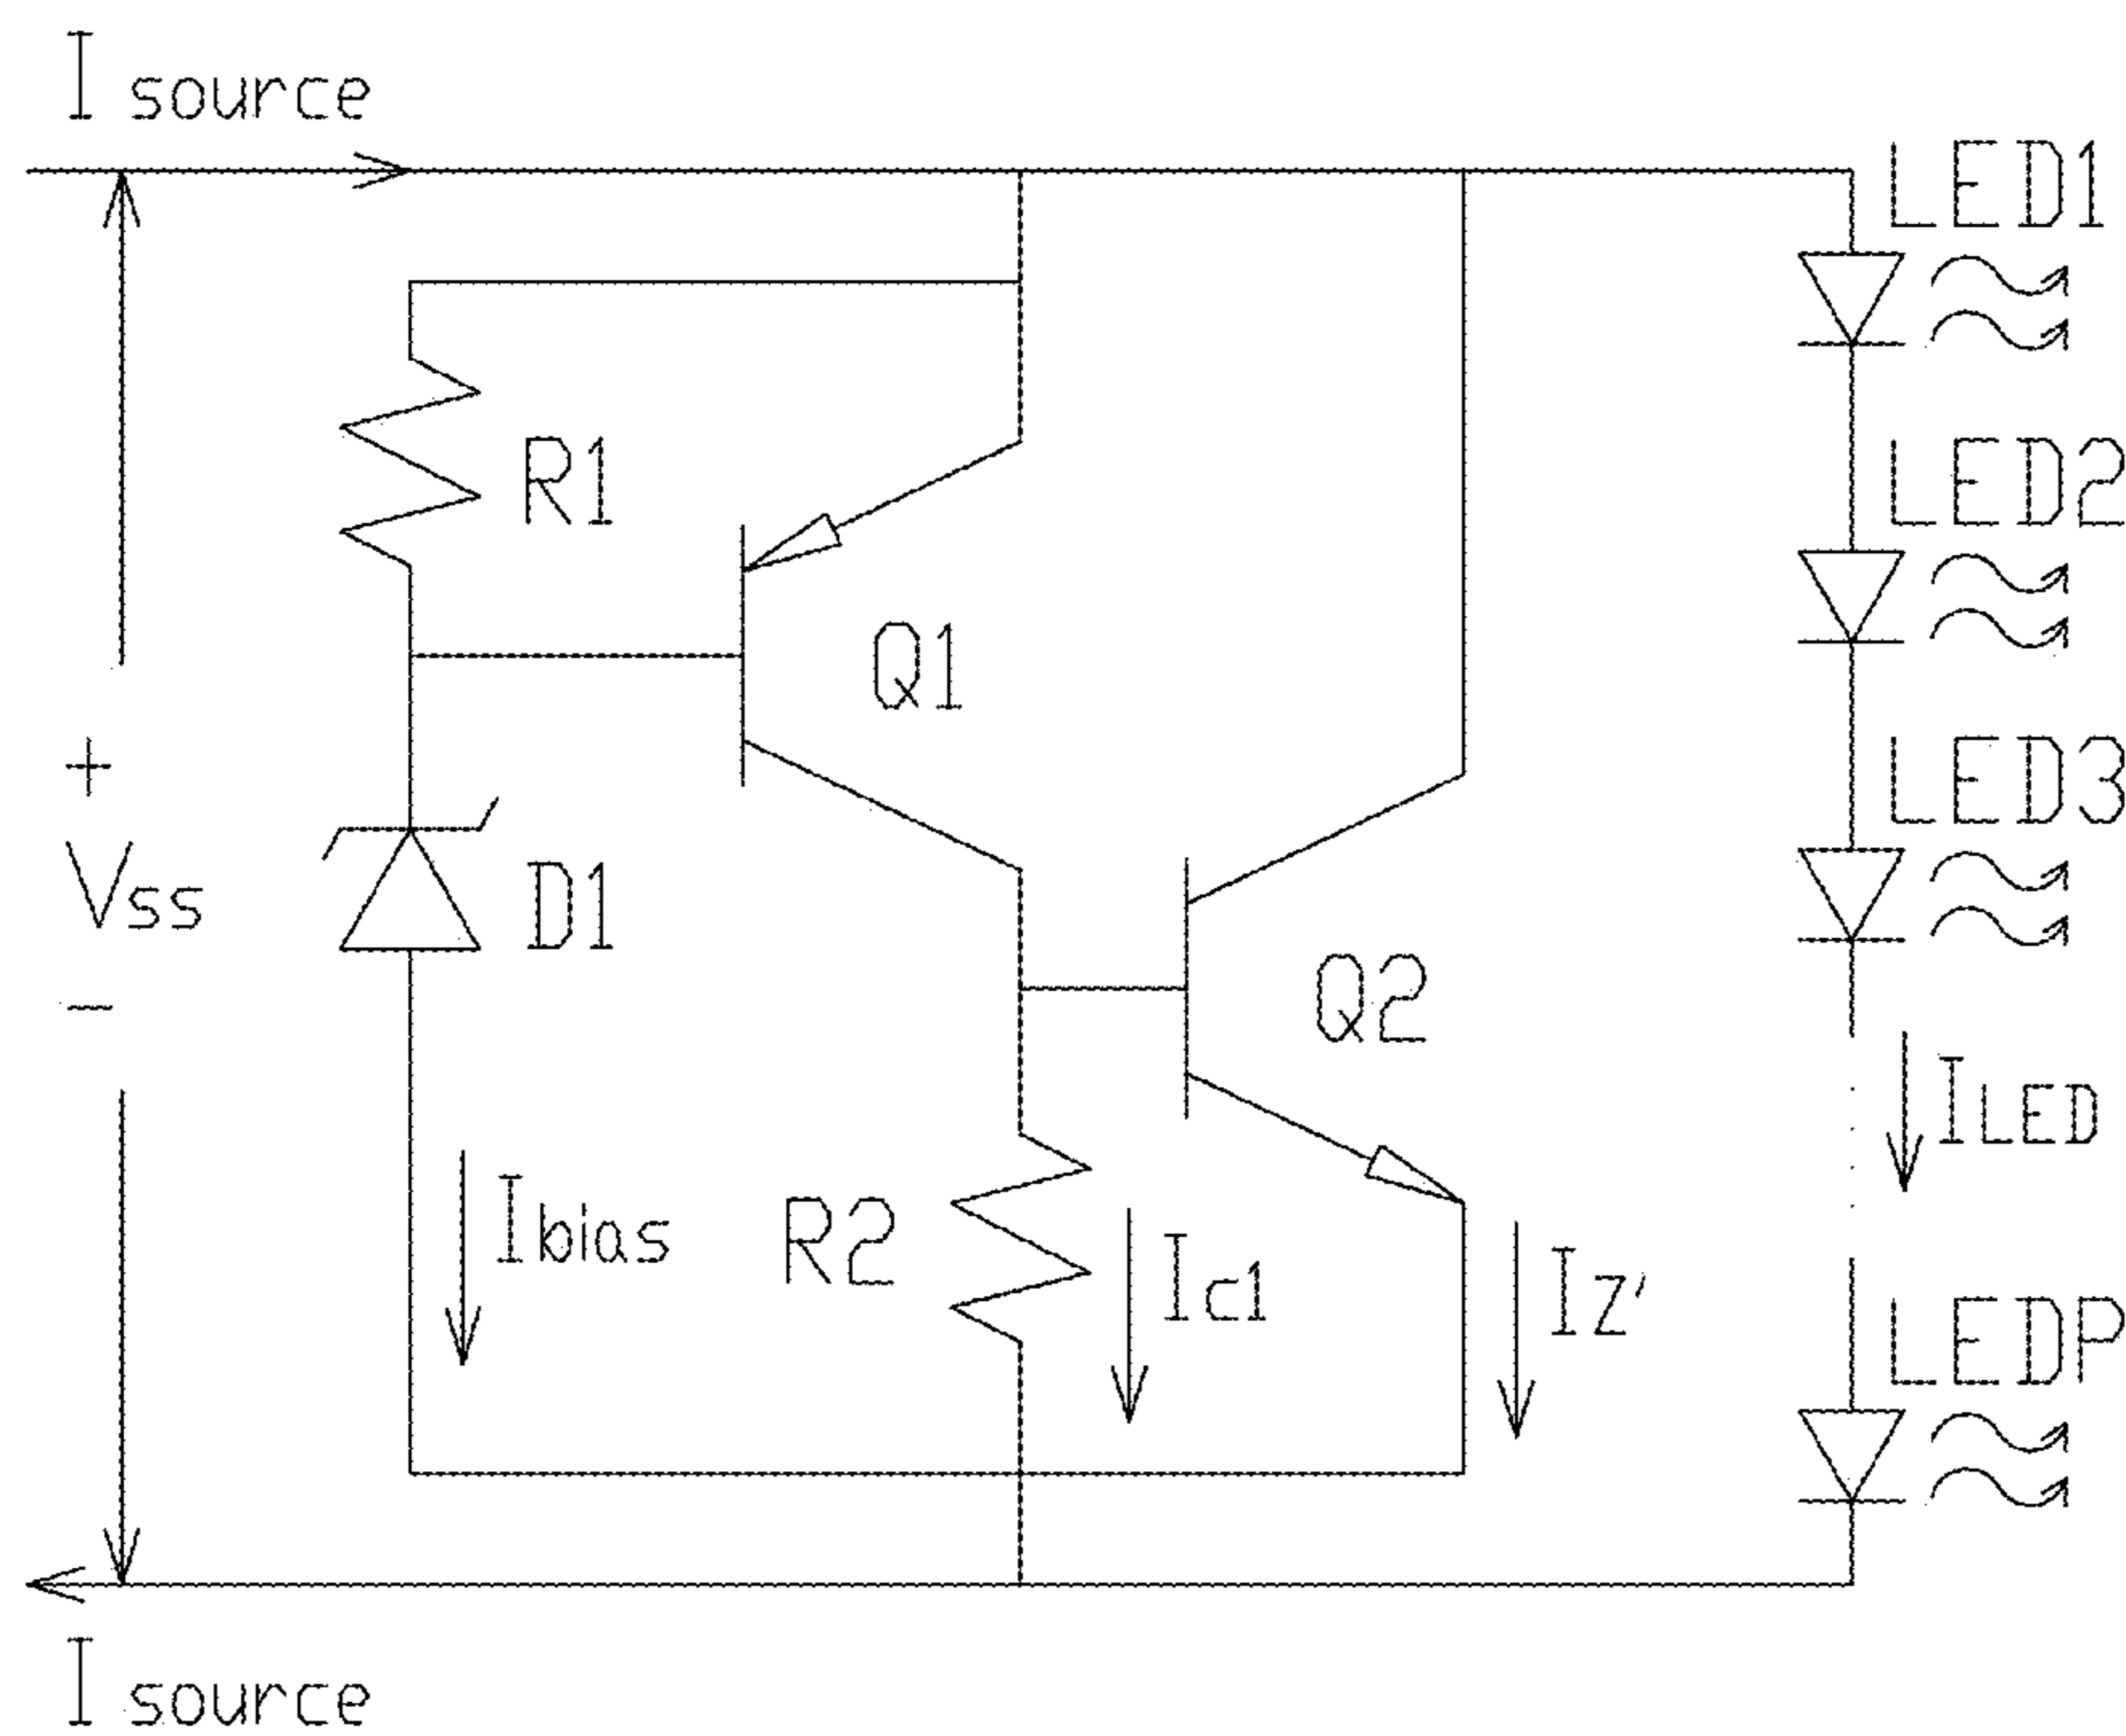 I source
LED1
R1
LED2
Q1
+
Vss
-
D1
LED3
Q2
Ibias
R2
Ic1
IZ'
ILED
LEDP
I source